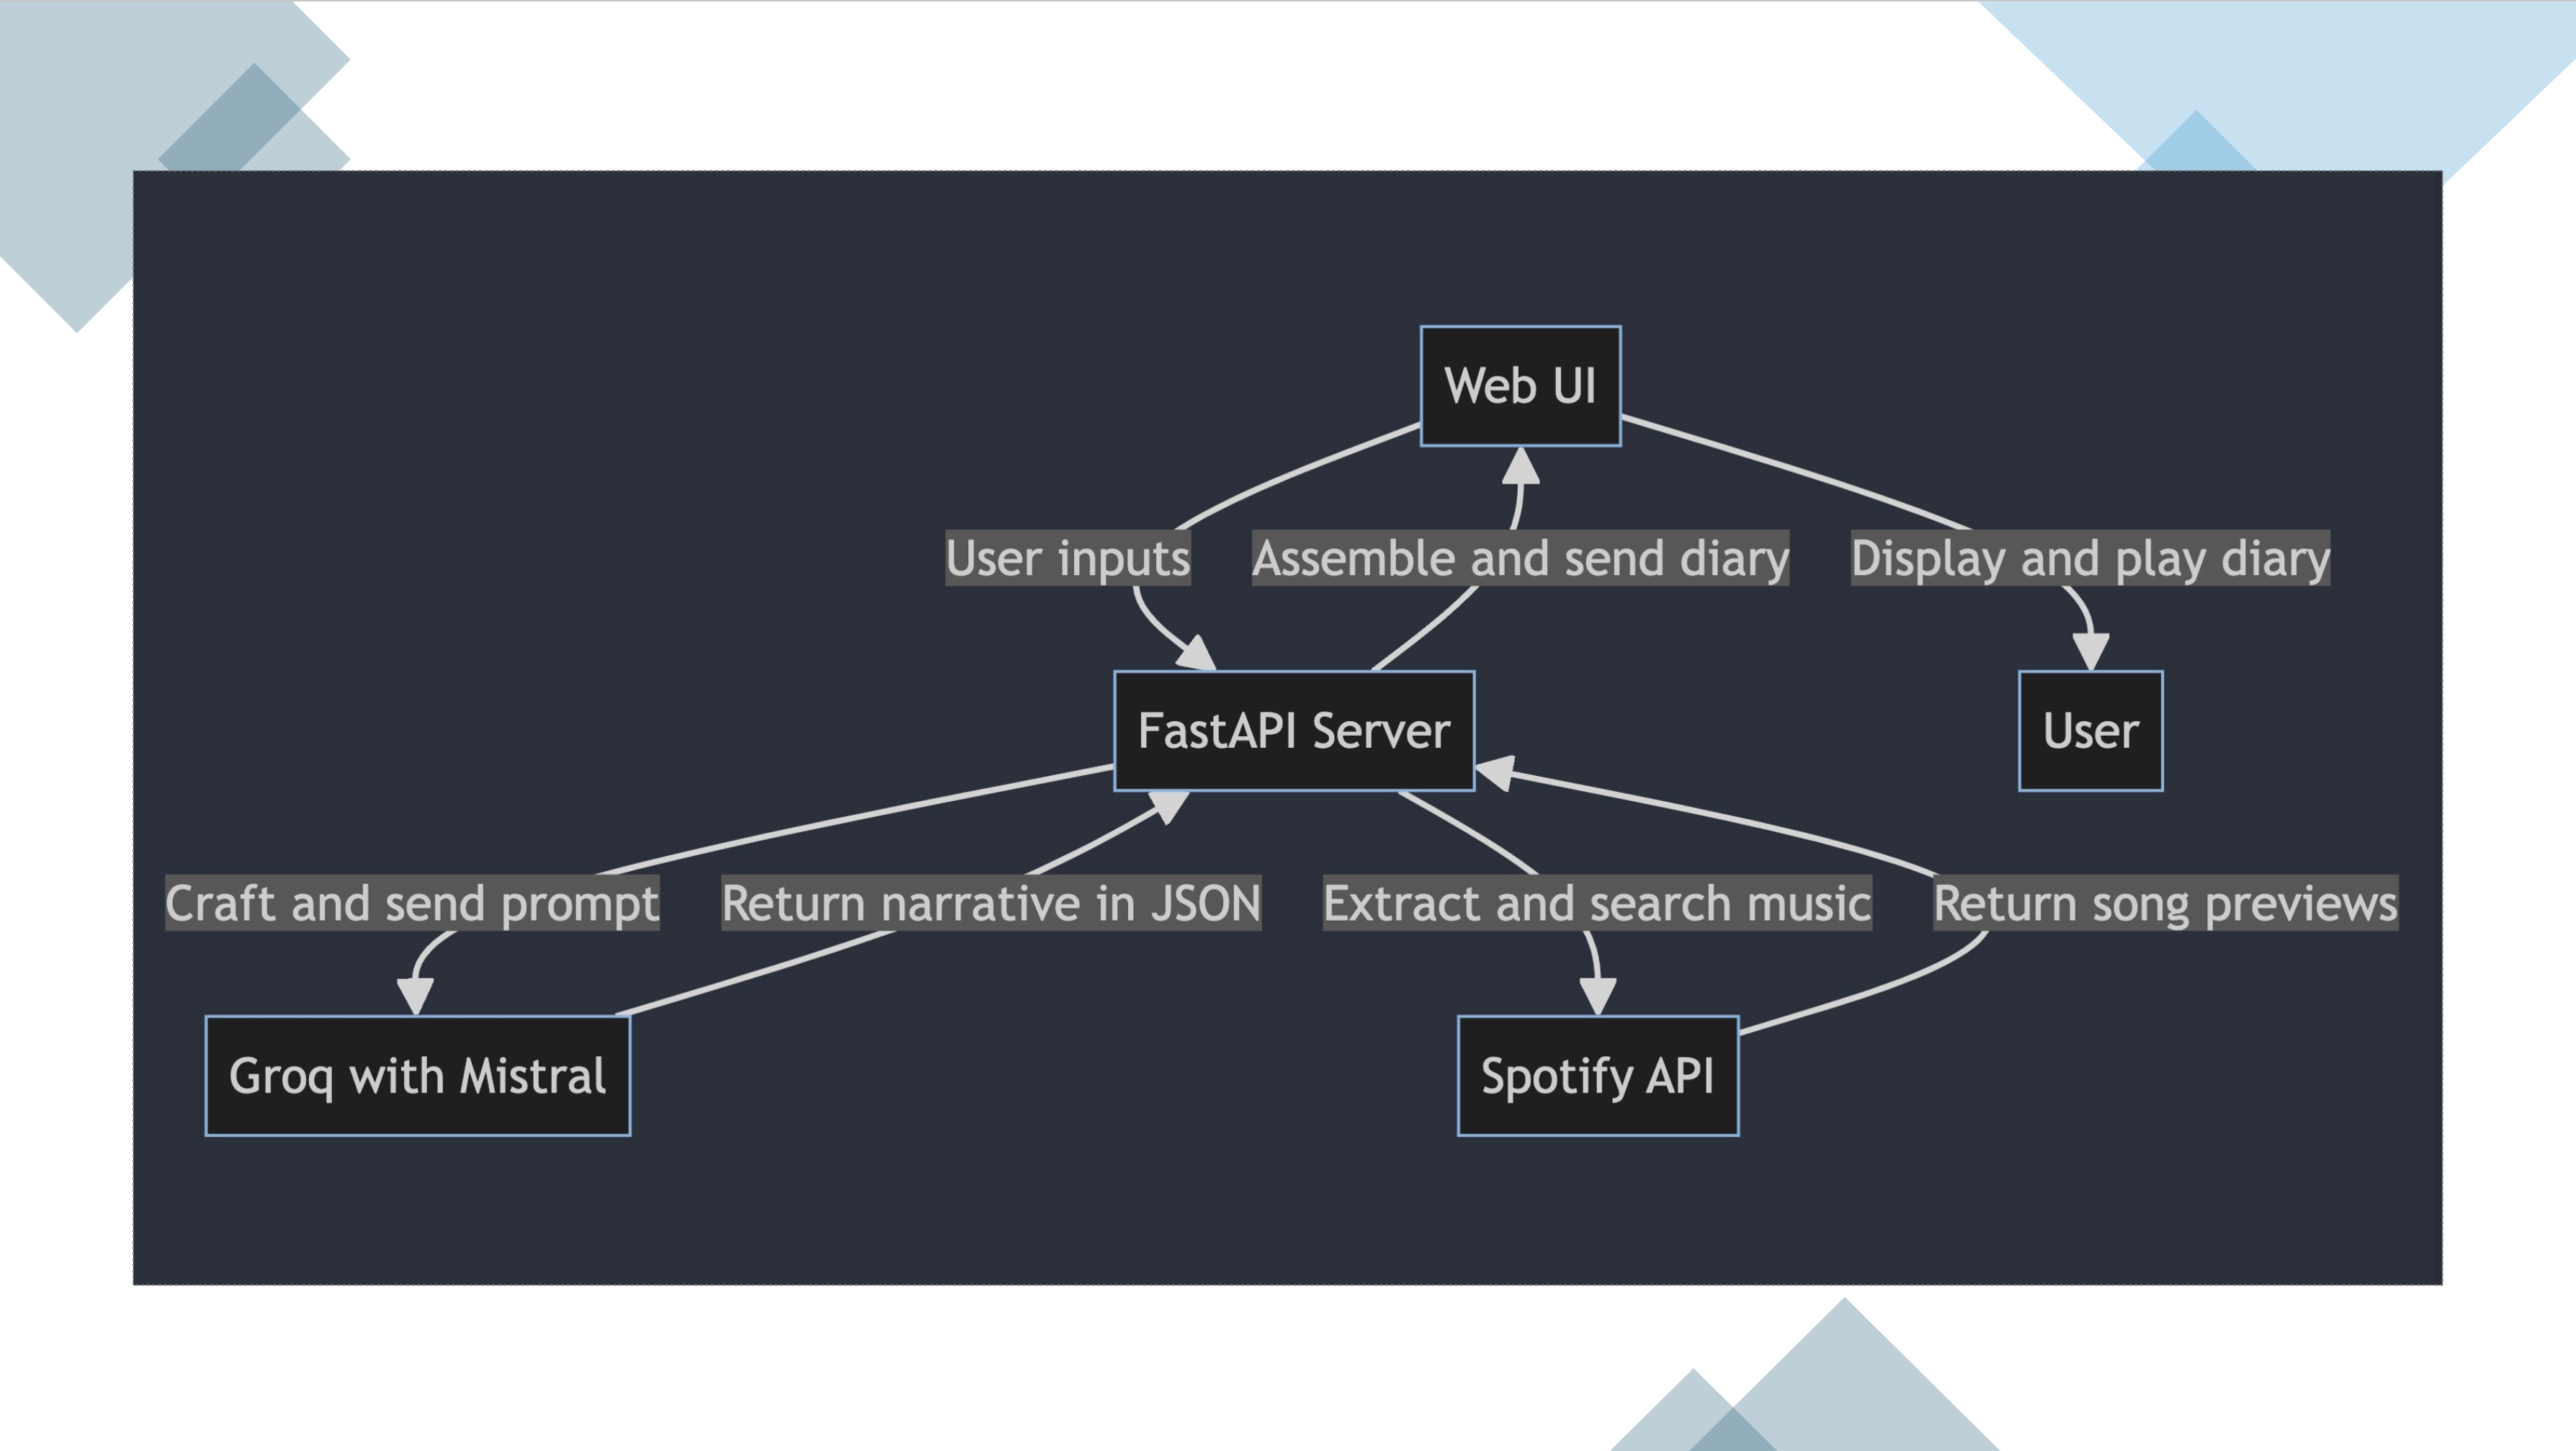 Web UI
User inputs
Assemble and send diary
Display and play diary
FastAPI Server
User
Craft and send prompt
Return narrative in JSON
Extract and search music
Return song previews
Groq with Mistral
Spotify API